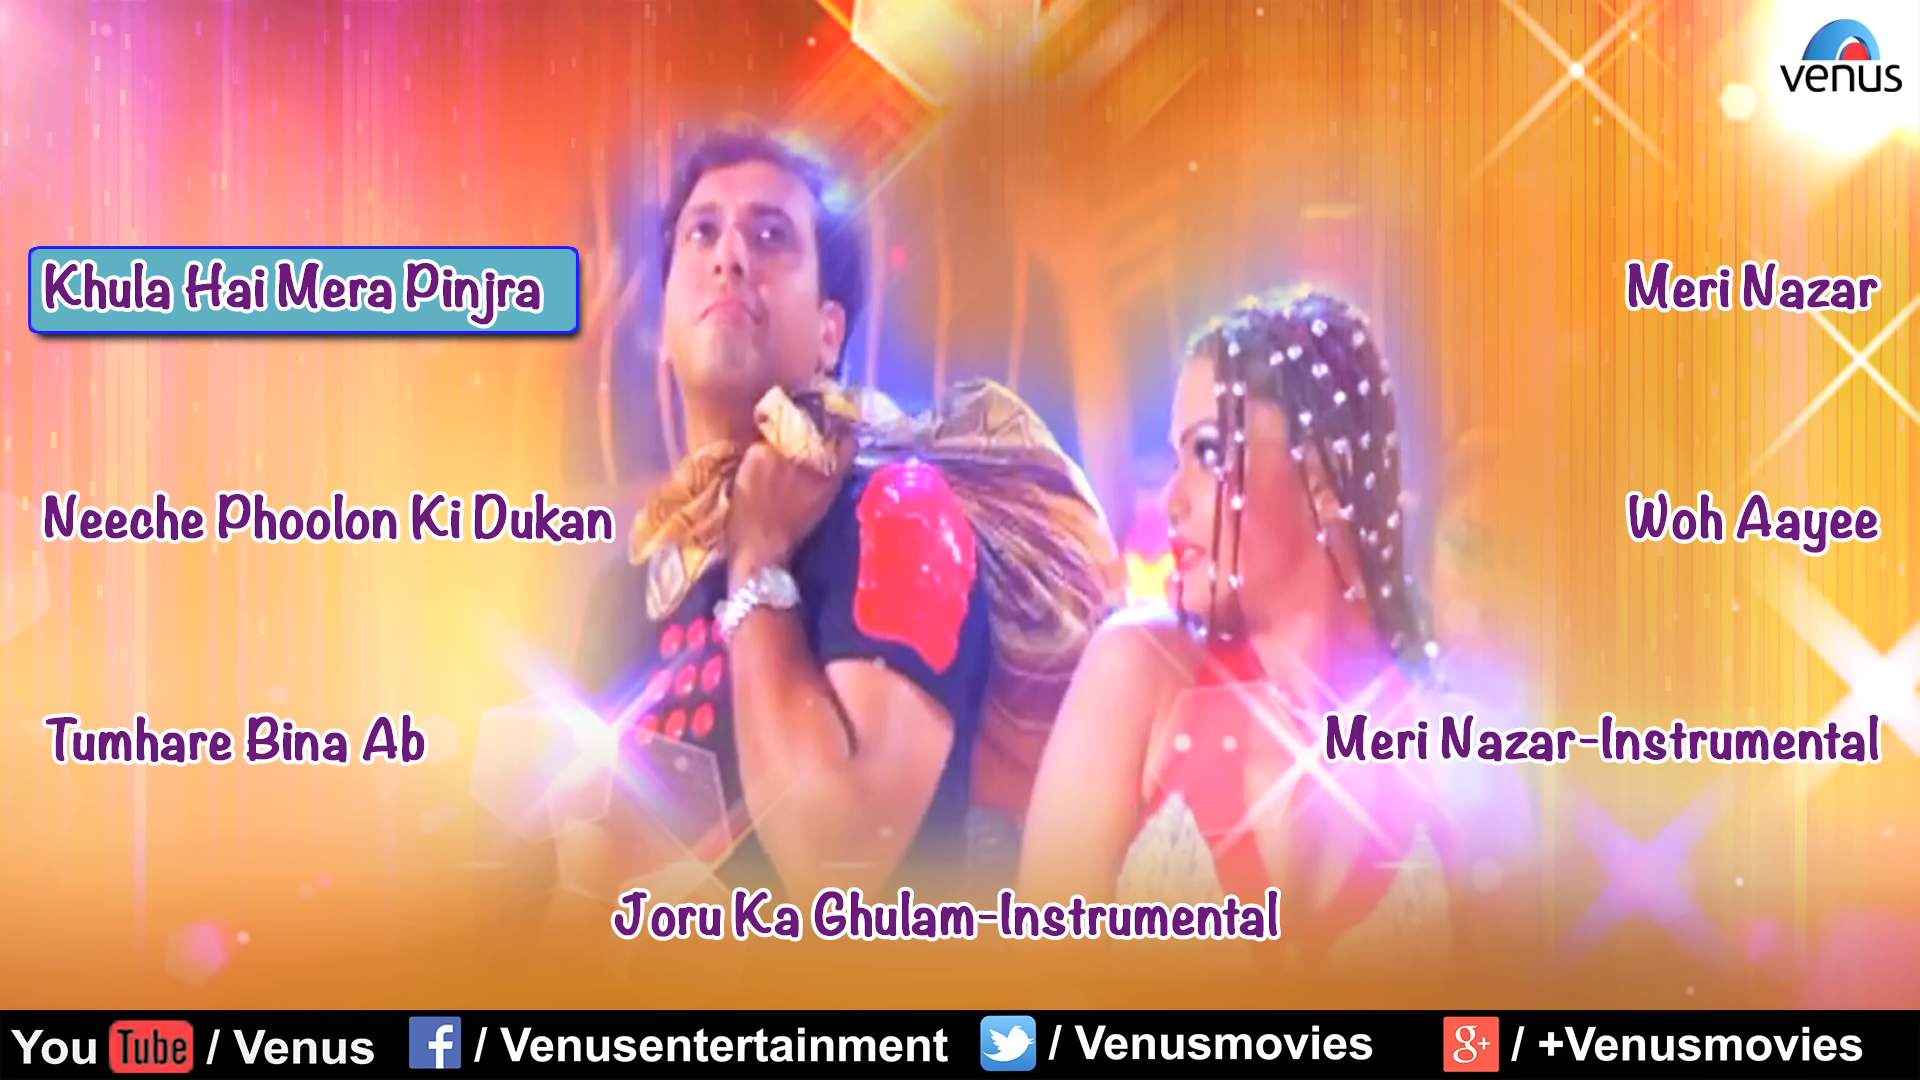 venus
Khula Hai Mera Pinjra
Meri Nazar
Neeche Phoolon Ki Dukan
Woh Aayee
Tumhare Bina Ab
Meri Nazar-Instrumental
Joru Ka Ghulam-Instrumental
You Tube / Venus f / Venusentertainment / Venusmovies g+ / +Venusmovies